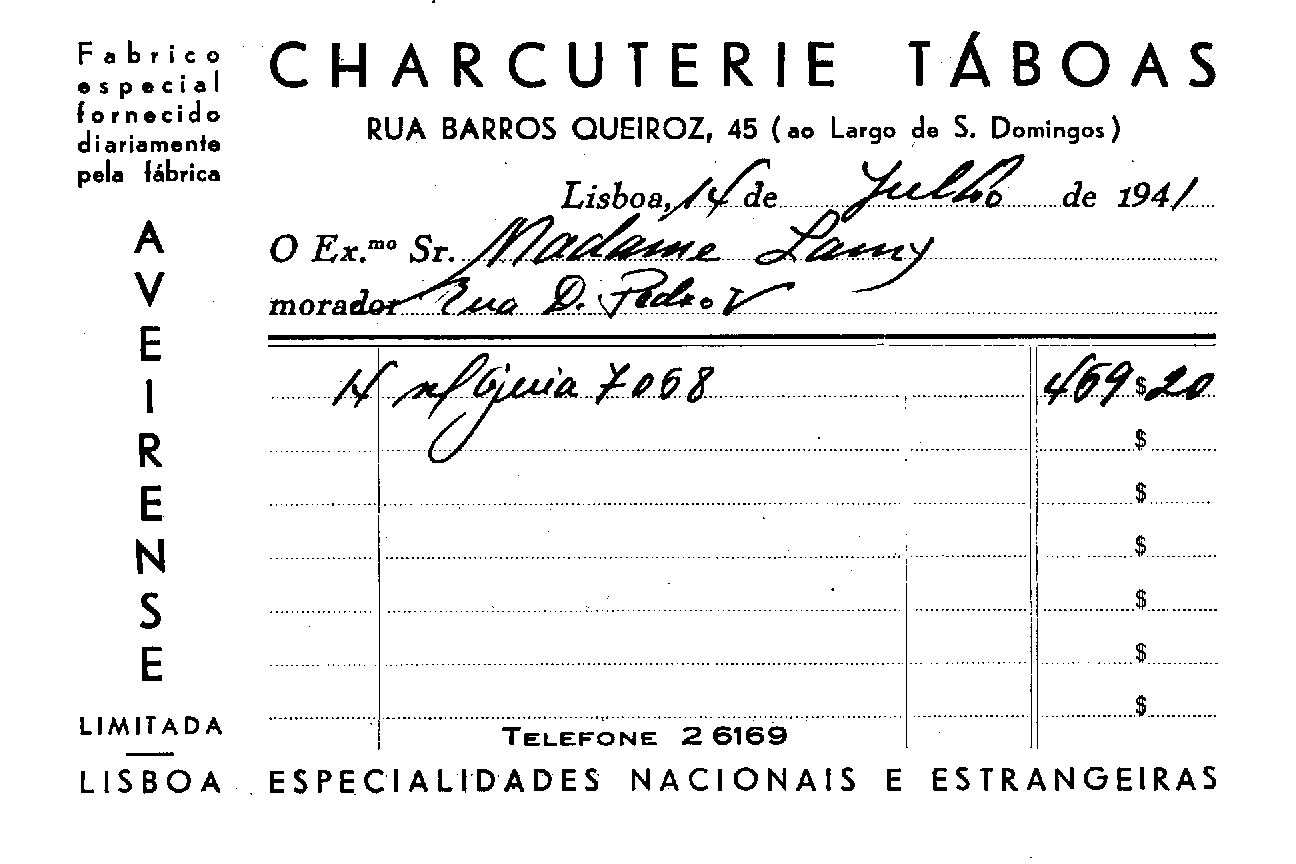 Fabrico
especial
fornecido
diariamente
pela fábrica
AVEIRENSE
LIMITADA
LISBOA
CHARCUTERIE TÁBOAS
RUA BARROS QUEIROZ, 45 (ao Largo de S. Domingos)
Lisboa, 14 de Julho de 1941
O Ex.mo Sr. Madame Lamy
morador Rua D. Pedro V
14 7068 469$20
$
$
$
$
$
$
TELEFONE 26169
ESPECIALIDADES NACIONAIS E ESTRANGEIRAS